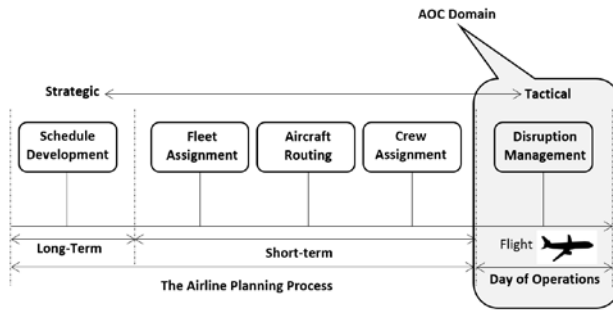 AOC Domain
Strategic
Tactical
Schedule
Development
Fleet
Assignment
Aircraft
Routing
Crew
Assignment
Disruption
Management
Long-Term
Short-term
Flight
The Airline Planning Process
Day of Operations